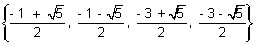 {(-1 + √5)/2, (-1 - √5)/2, (-3 + √5)/2, (-3 - √5)/2}